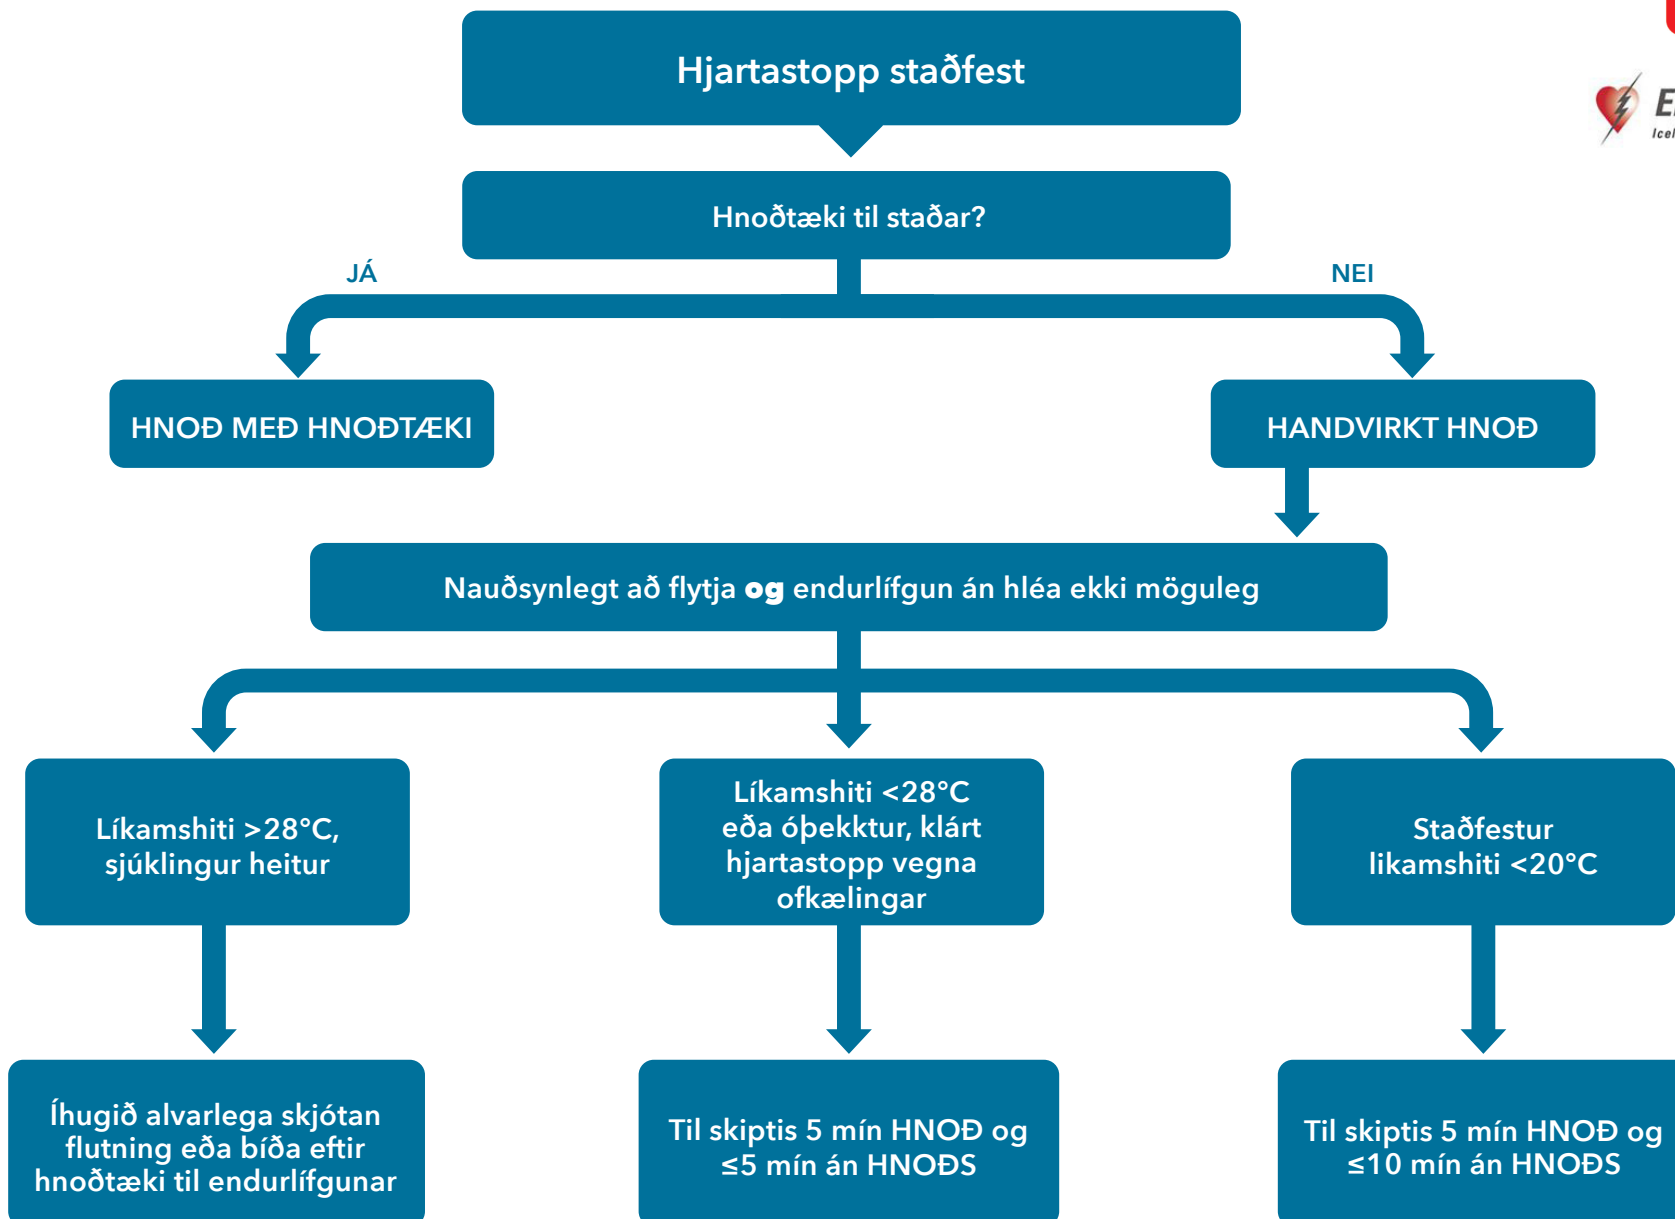 Hjartastopp staðfest
Hnoðtæki til staðar?
JÁ
NEI
HNOÐ MEÐ HNOÐTÆKI
HANDVIRKT HNOÐ
Nauðsynlegt að flytja og endurlífgun án hléa ekki möguleg
Líkamshiti >28°C,
sjúklingur heitur
Líkamshiti <28°C
eða óþekktur, klárt
hjartastopp vegna
ofkælingar
Staðfestur
likamshiti <20°C
Íhugið alvarlega skjótan
flutning eða bíða eftir
hnoðtæki til endurlífgunar
Til skiptis 5 mín HNOÐ og
≤5 mín án HNOÐS
Til skiptis 5 mín HNOÐ og
≤10 mín án HNOÐS